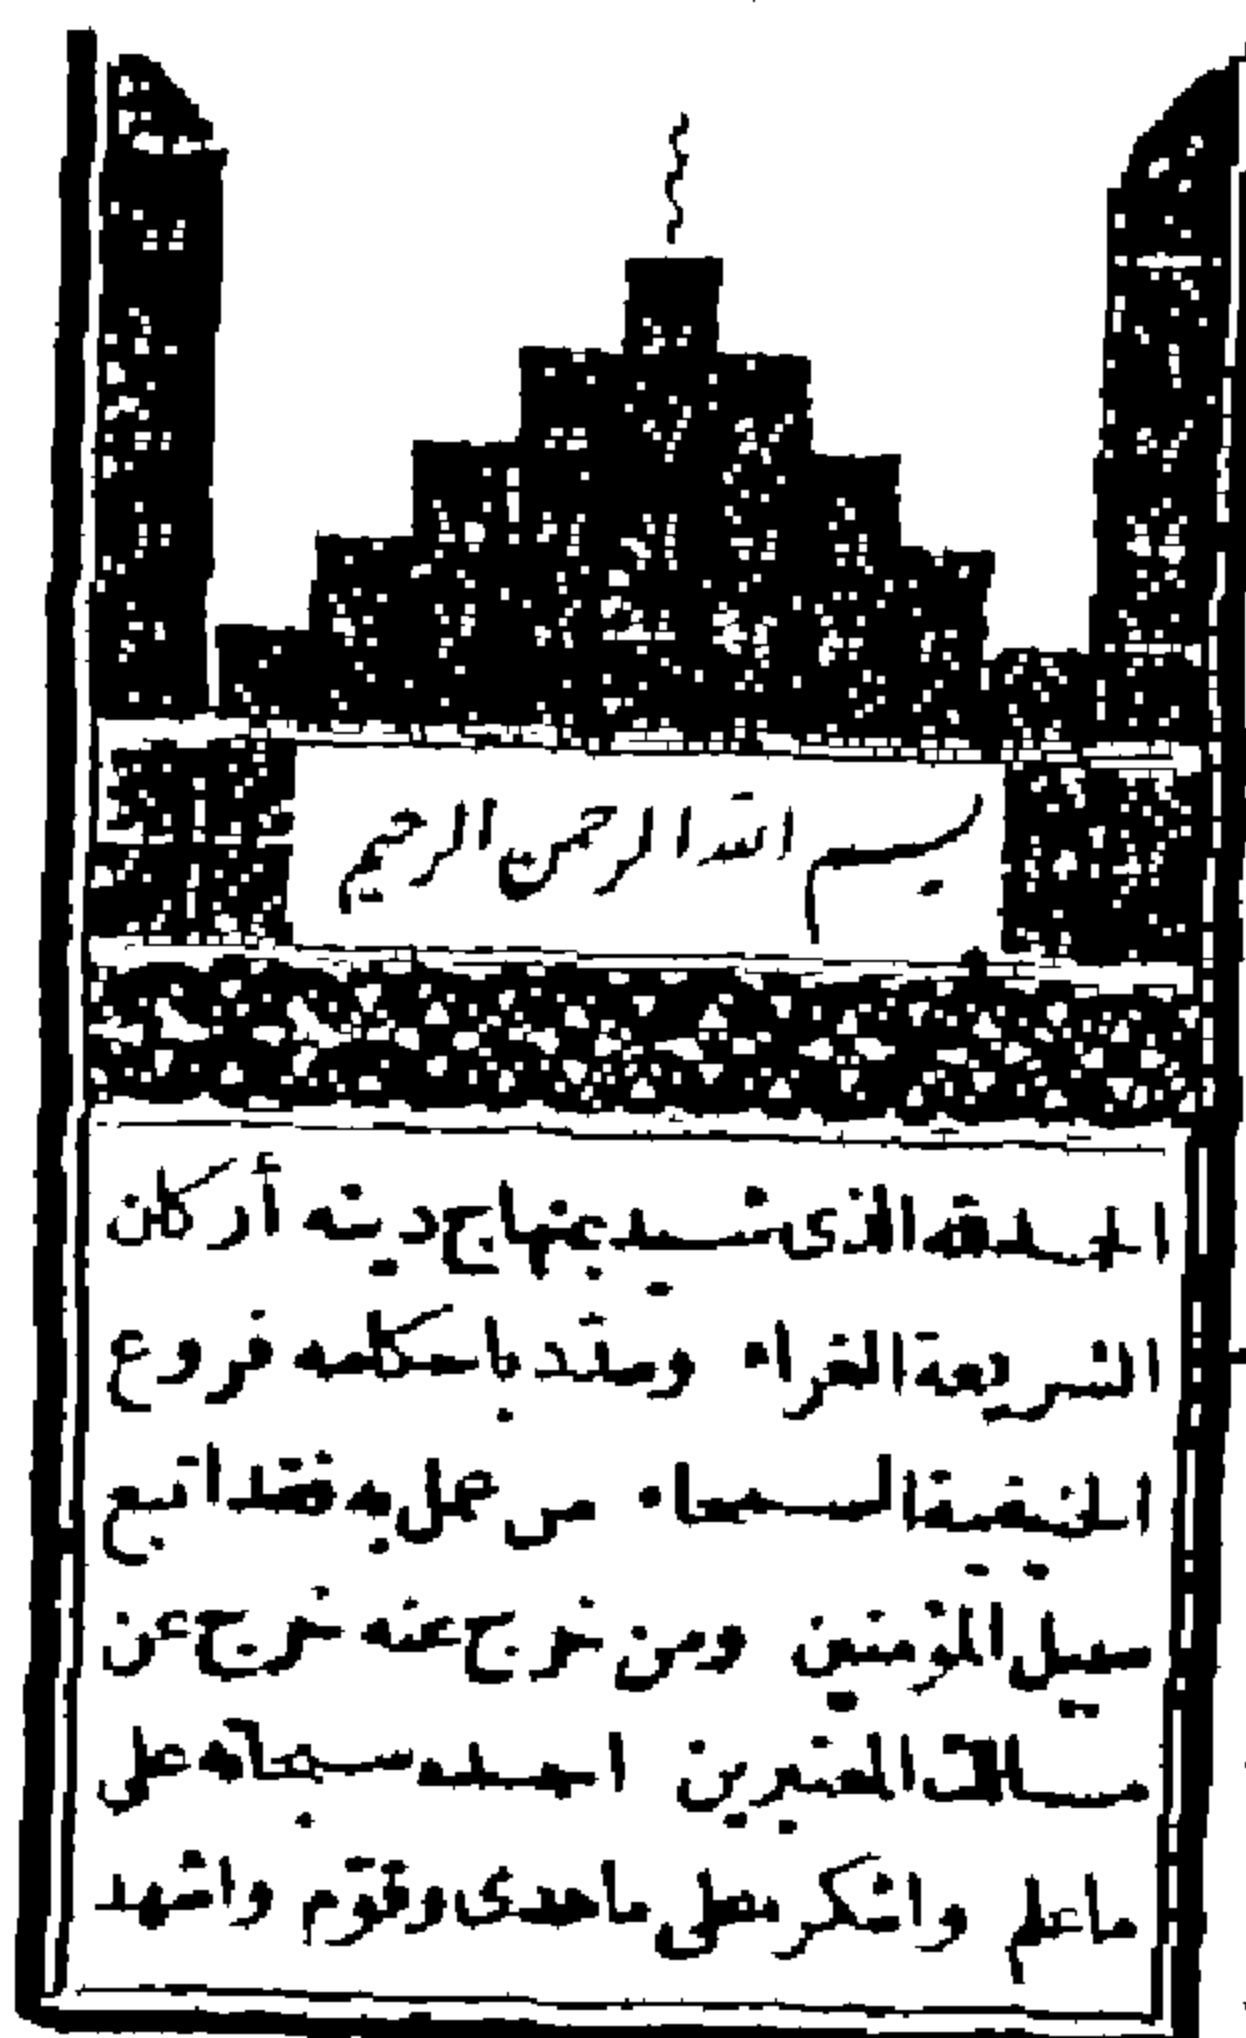 بسم الله الرحمن الرحيم
الحمد لله الذى شيد بمنهاج دينه أركان
الشريعة الغراء وسدد باحكامه فروع
الحنيفية السمحاء من عمل به فقد اتبع
سبيل المؤمنين ومن خرج عنه خرج عن
مسالك المعتبرين احمده سبحانه على
ما علم واشكره على ما هدى وقوم واشهد